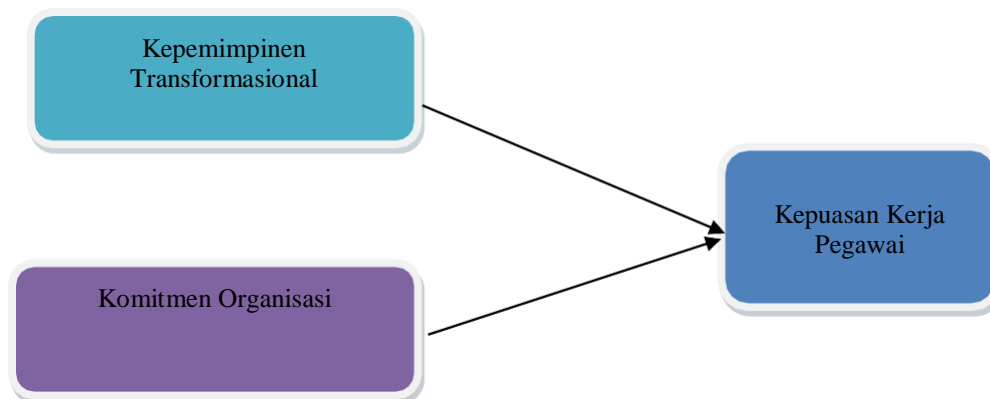 Kepemimpinen
Transformasional
Kepuasan Kerja
Pegawai
Komitmen Organisasi